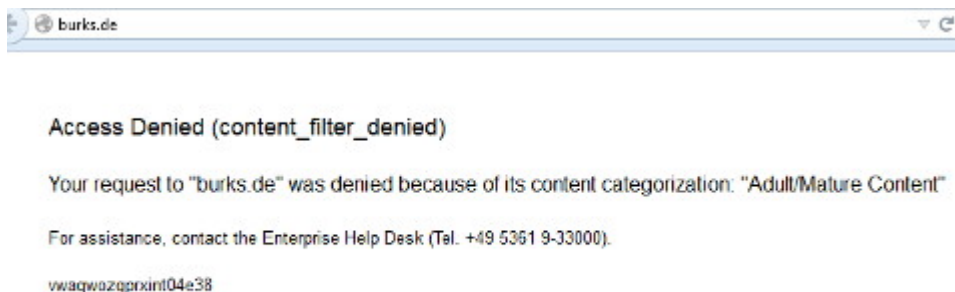 burks.de
Access Denied (content_filter_denied)
Your request to "burks.de" was denied because of its content categorization: "Adult/Mature Content"
For assistance, contact the Enterprise Help Desk (Tel. +49 5361 9-33000).
vwagwozqprxint04e38